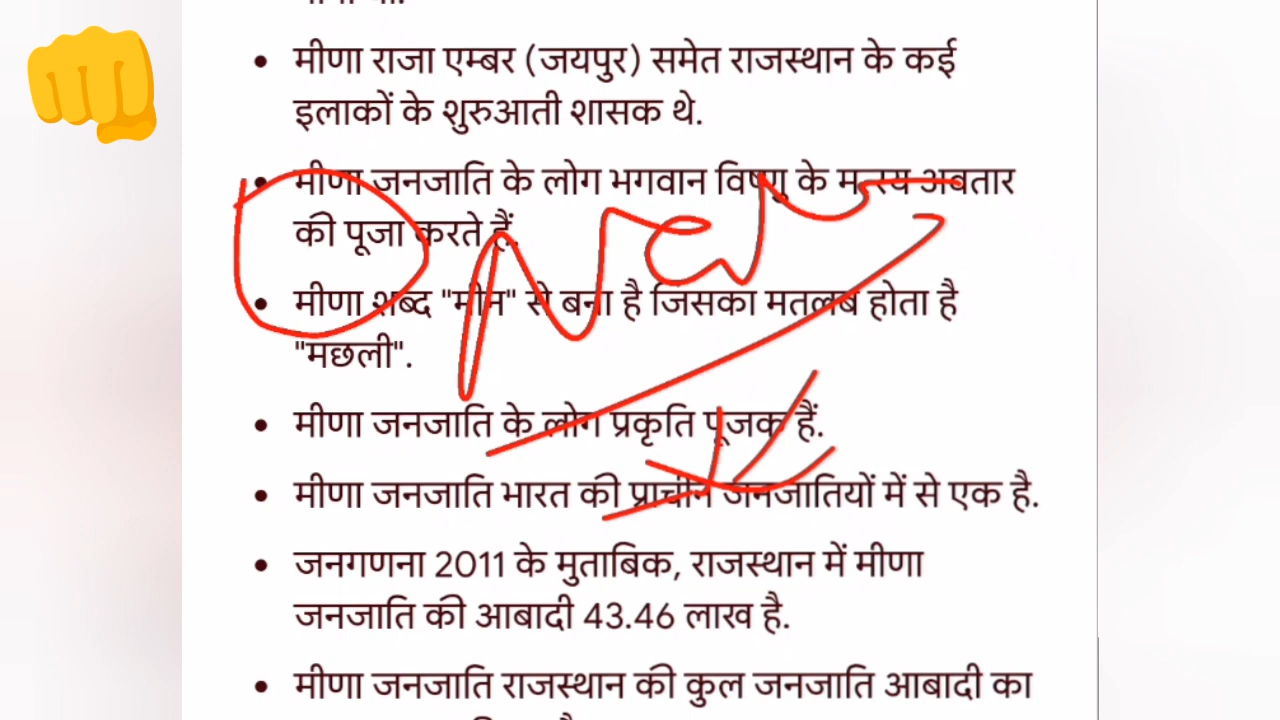 • मीणा राजा एम्बर (जयपुर) समेत राजस्थान के कई
इलाकों के शुरुआती शासक थे.
• मीणा जनजाति के लोग भगवान विष्णु के मत्स्य अवतार
की पूजा करते हैं.
• मीणा शब्द "मीन" से बना है जिसका मतलब होता है
"मछली".
• मीणा जनजाति के लोग प्रकृति पूजक हैं.
• मीणा जनजाति भारत की प्राचीन जनजातियों में से एक है.
• जनगणना 2011 के मुताबिक, राजस्थान में मीणा
जनजाति की आबादी 43.46 लाख है.
• मीणा जनजाति राजस्थान की कुल जनजाति आबादी का